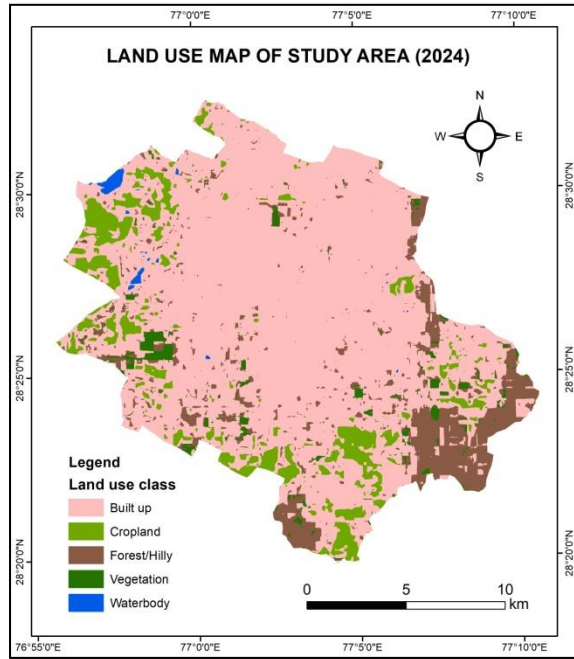 77°0'0"E 77°5'0"E 77°10'0"E
LAND USE MAP OF STUDY AREA (2024)
N
W E
S
28°30'0"N 28°30'0"N
28°25'0"N 28°25'0"N
Legend
Land use class
Built up
Cropland
Forest/Hilly
Vegetation
Waterbody
28°20'0"N 28°20'0"N
0 5 10
km
76°55'0"E 77°0'0"E 77°5'0"E 77°10'0"E